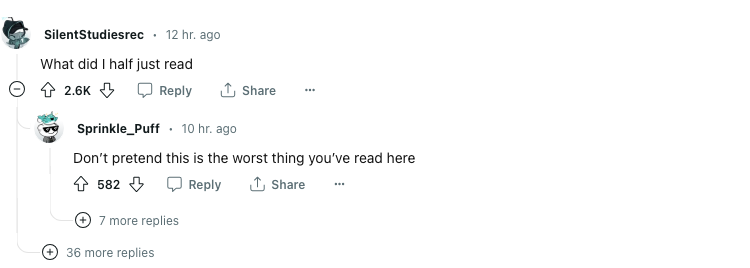 SilentStudiesrec • 12 hr. ago
What did I half just read
2.6K Reply Share ...
Sprinkle_Puff • 10 hr. ago
Don’t pretend this is the worst thing you’ve read here
582 Reply Share ...
7 more replies
36 more replies